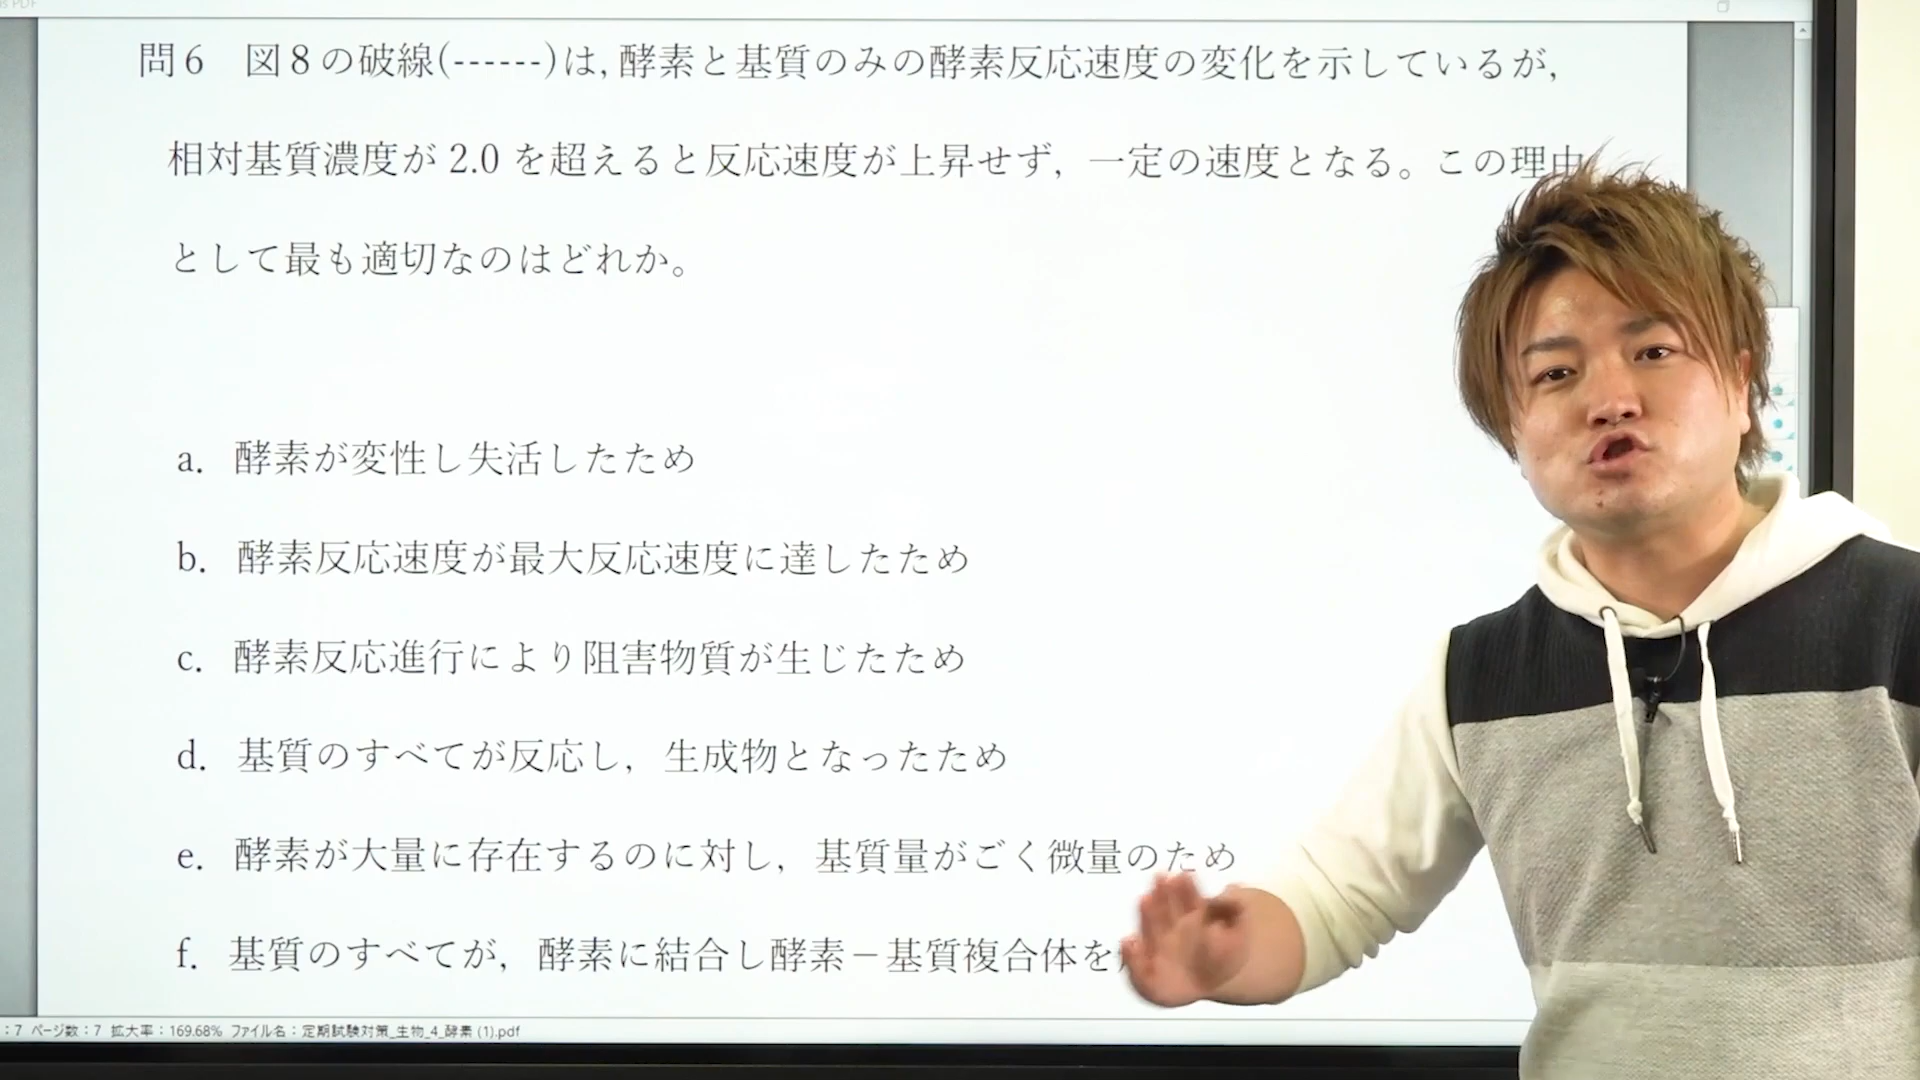 問6 図8の破線(------)は,酵素と基質のみの酵素反応速度の変化を示しているが,
相対基質濃度が 2.0 を超えると反応速度が上昇せず,一定の速度となる。この理由
として最も適切なのはどれか。
a. 酵素が変性し失活したため
b. 酵素反応速度が最大反応速度に達したため
c. 酵素反応進行により阻害物質が生じたため
d. 基質のすべてが反応し,生成物となったため
e. 酵素が大量に存在するのに対し,基質量がごく微量のため
f. 基質のすべてが,酵素に結合し酵素－基質複合体を
: 7 ページ数 : 7 拡大率 : 169.68% ファイル名 : 定期試験対策_生物_4_酵素 (1).pdf